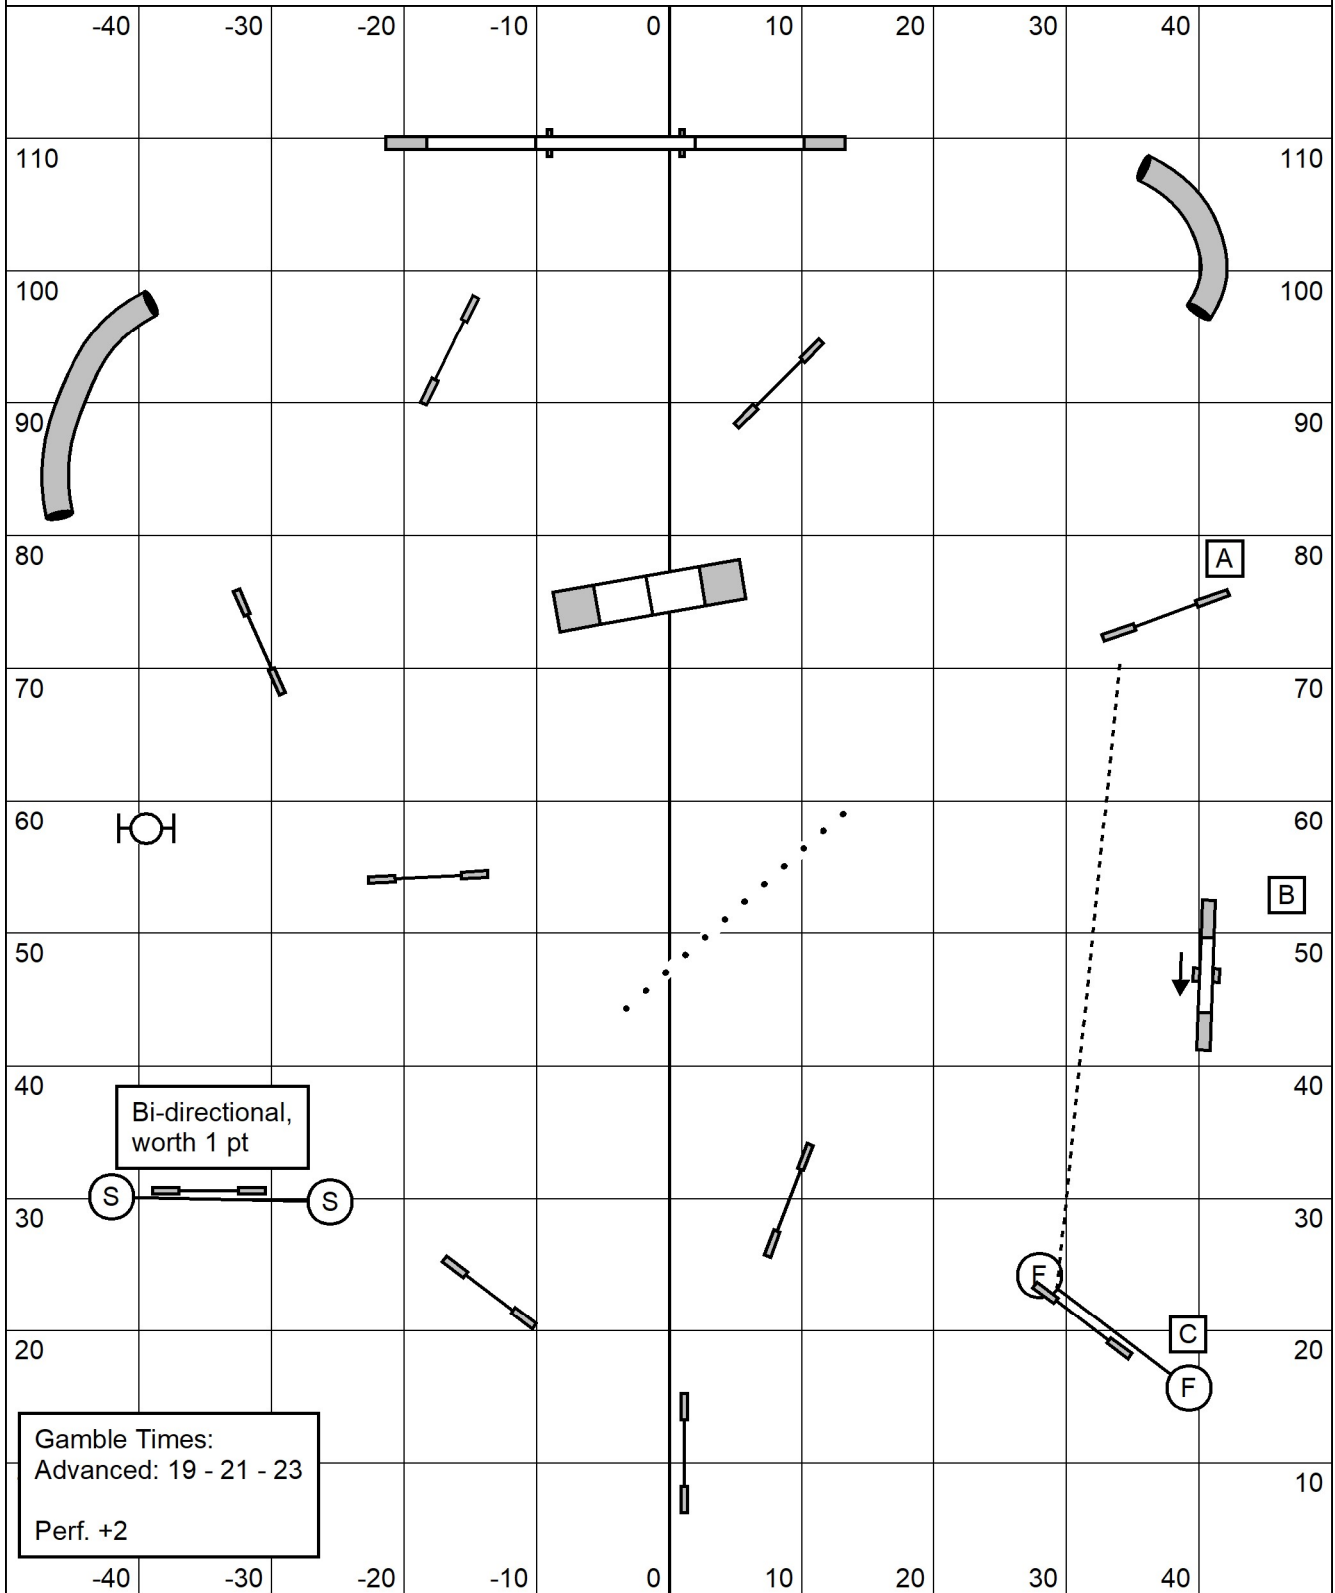 -40 -30 -20 -10 0 10 20 30 40
110 110
100 100
90 90
A
80 80
70 70
60 60
B
50 50
40 40
Bi-directional,
worth 1 pt
S S
30 30
F
C
20 20
F
Gamble Times:
Advanced: 19 - 21 - 23
10
Perf. +2
-40 -30 -20 -10 0 10 20 30 40